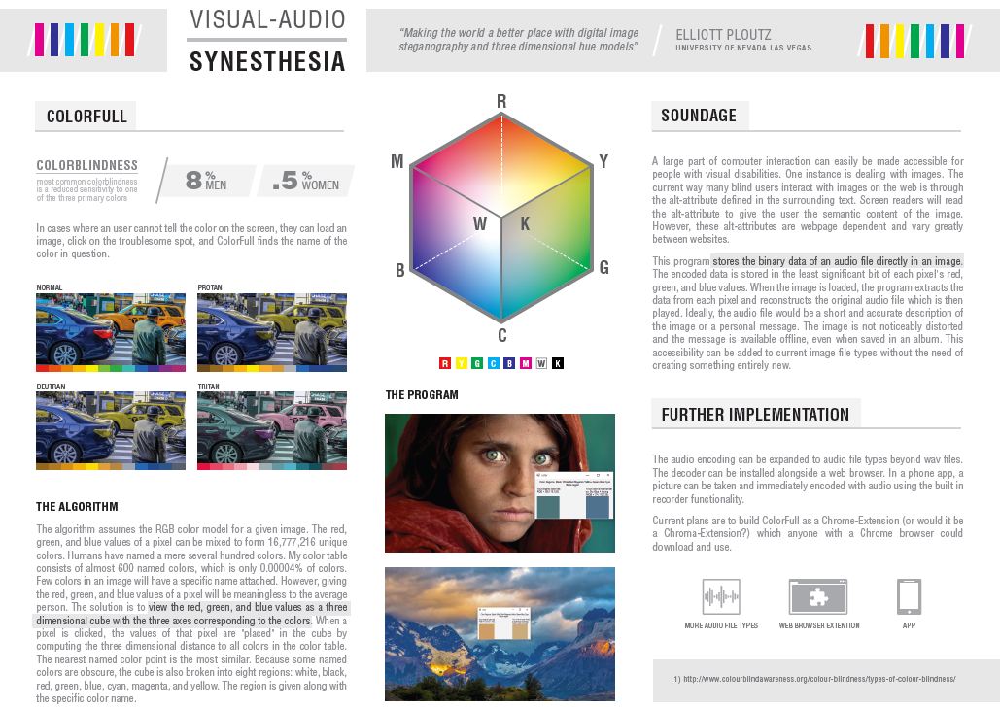 VISUAL-AUDIO
SYNESTHESIA
“Making the world a better place with digital image
steganography and three dimensional hue models”
ELLIOTT PLOUTZ
UNIVERSITY OF NEVADA LAS VEGAS
COLORFULL
COLORBLINDNESS
most common colorblindness
is a reduced sensitivity to one
of the three primary colors
8 % MEN
.5 % WOMEN
In cases where an user cannot tell the color on the screen, they can load an
image, click on the troublesome spot, and ColorFull finds the name of the
color in question.
NORMAL
PROTAN
DEUTRAN
TRITAN
THE ALGORITHM
The algorithm assumes the RGB color model for a given image. The red,
green, and blue values of a pixel can be mixed to form 16,777,216 unique
colors. Humans have named a mere several hundred colors. My color table
consists of almost 600 named colors, which is only 0.00004% of colors.
Few colors in an image will have a specific name attached. However, giving
the red, green, and blue values of a pixel will be meaningless to the average
person. The solution is to view the red, green, and blue values as a three
dimensional cube with the three axes corresponding to the colors. When a
pixel is clicked, the values of that pixel are 'placed' in the cube by
computing the three dimensional distance to all colors in the color table.
The nearest named color point is the most similar. Because some named
colors are obscure, the cube is also broken into eight regions: white, black,
red, green, blue, cyan, magenta, and yellow. The region is given along with
the specific color name.
R
M
Y
W
K
B
G
C
R Y G C B M W K
THE PROGRAM
SOUNDAGE
A large part of computer interaction can easily be made accessible for
people with visual disabilities. One instance is dealing with images. The
current way many blind users interact with images on the web is through
the alt-attribute defined in the surrounding text. Screen readers will read
the alt-attribute to give the user the semantic content of the image.
However, these alt-attributes are webpage dependent and vary greatly
between websites.
This program stores the binary data of an audio file directly in an image.
The encoded data is stored in the least significant bit of each pixel's red,
green, and blue values. When the image is loaded, the program extracts the
data from each pixel and reconstructs the original audio file which is then
played. Ideally, the audio file would be a short and accurate description of
the image or a personal message. The image is not noticeably distorted
and the message is available offline, even when saved in an album. This
accessibility can be added to current image file types without the need of
creating something entirely new.
FURTHER IMPLEMENTATION
The audio encoding can be expanded to audio file types beyond wav files.
The decoder can be installed alongside a web browser. In a phone app, a
picture can be taken and immediately encoded with audio using the built in
recorder functionality.
Current plans are to build ColorFull as a Chrome-Extension (or would it be
a Chroma-Extension?) which anyone with a Chrome browser could
download and use.
MORE AUDIO FILE TYPES
WEB BROWSER EXTENTION
APP
1) http://www.colourblindawareness.org/colour-blindness/types-of-colour-blindness/